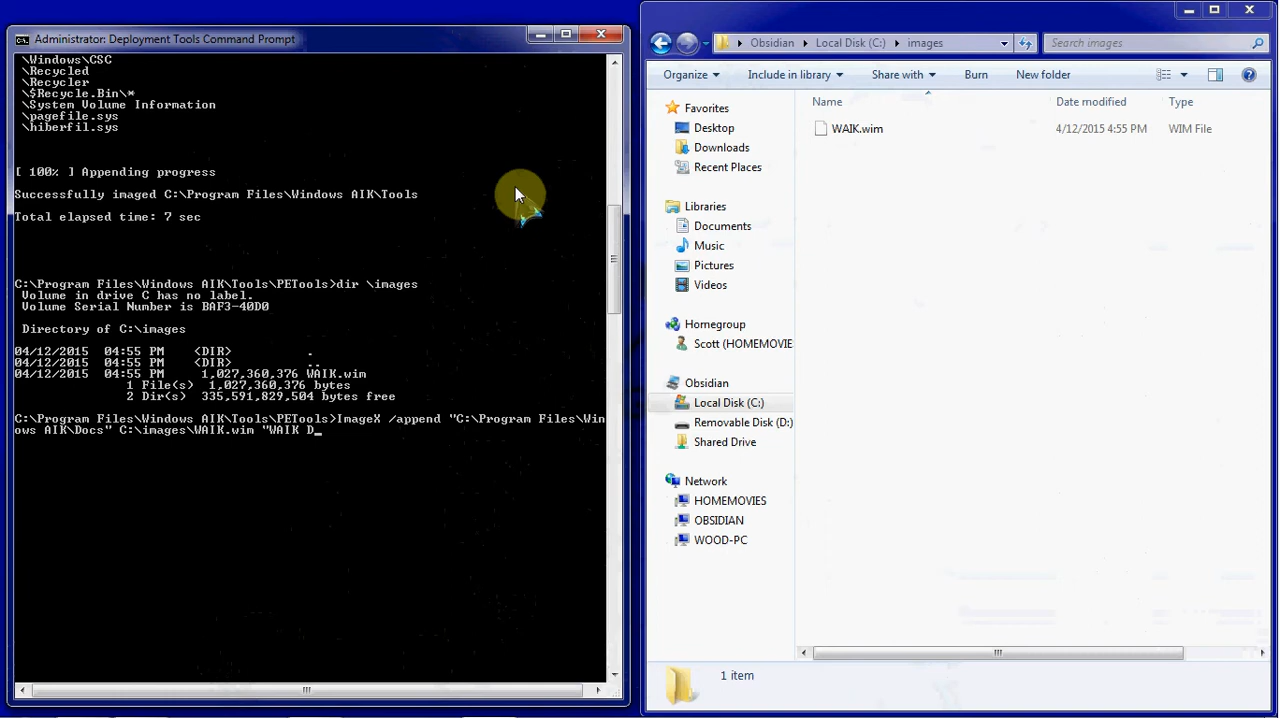 Administrator: Deployment Tools Command Prompt
\Windows\CSC
\Recycled
\Recycler
\$Recycle.Bin\*
\System Volume Information
\pagefile.sys
\hiberfil.sys
[ 100% ] Appending progress
Successfully imaged C:\Program Files\Windows AIK\Tools
Total elapsed time: 7 sec
C:\Program Files\Windows AIK\Tools\PETools>dir \images
Volume in drive C has no label.
Volume Serial Number is BAF3-40D0
Directory of C:\images
04/12/2015 04:55 PM <DIR> .
04/12/2015 04:55 PM <DIR> ..
04/12/2015 04:55 PM 1,027,360,376 WAIK.wim
1 File(s) 1,027,360,376 bytes
2 Dir(s) 335,591,829,504 bytes free
C:\Program Files\Windows AIK\Tools\PETools>ImageX /append "C:\Program Files\Win
ows AIK\Docs" C:\images\WAIK.wim "WAIK D_
Obsidian Local Disk (C:) images
Search images
Organize Include in library Share with Burn New folder
Name Date modified Type
WAIK.wim 4/12/2015 4:55 PM WIM File
Favorites
Desktop
Downloads
Recent Places
Libraries
Documents
Music
Pictures
Videos
Homegroup
Scott (HOMEMOVIE
Obsidian
Local Disk (C:)
Removable Disk (D:)
Shared Drive
Network
HOMEMOVIES
OBSIDIAN
WOOD-PC
1 item